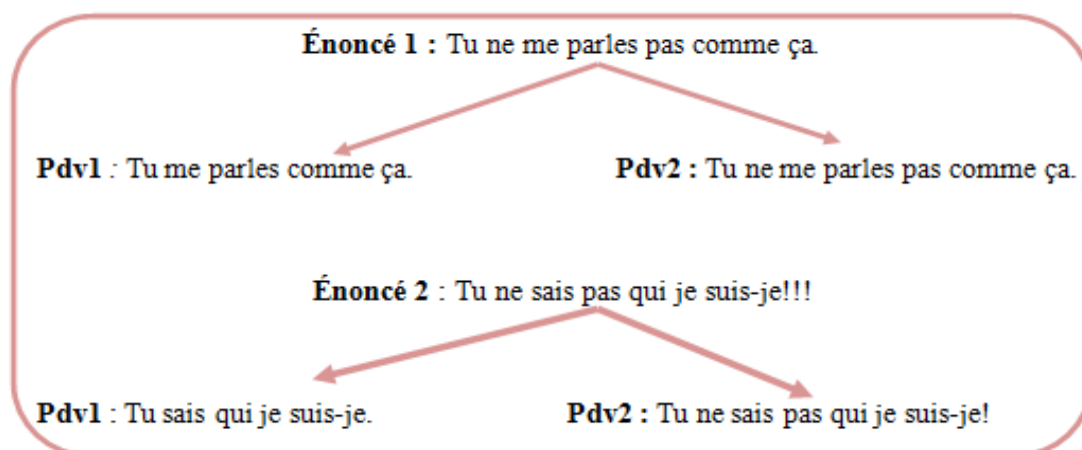 Énoncé 1 : Tu ne me parles pas comme ça.
Pdv1 : Tu me parles comme ça.
Pdv2 : Tu ne me parles pas comme ça.
Énoncé 2 : Tu ne sais pas qui je suis-je!!!
Pdv1 : Tu sais qui je suis-je.
Pdv2 : Tu ne sais pas qui je suis-je!